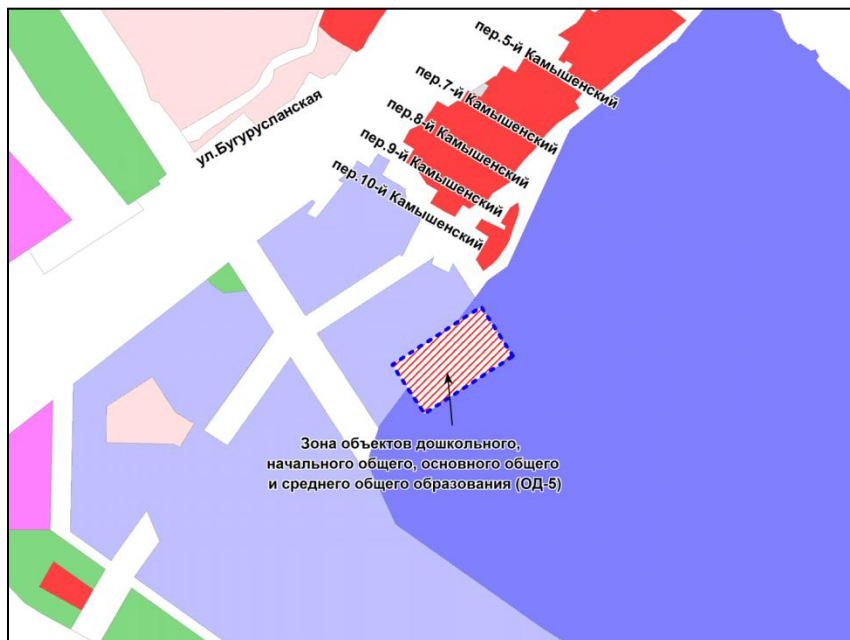 пер.5-й Камышенский
пер.7-й Камышенский
ул.Бугурусланская
пер.8-й Камышенский
пер.9-й Камышенский
пер.10-й Камышенский
Зона объектов дошкольного,
начального общего, основного общего
и среднего общего образования (ОД-5)